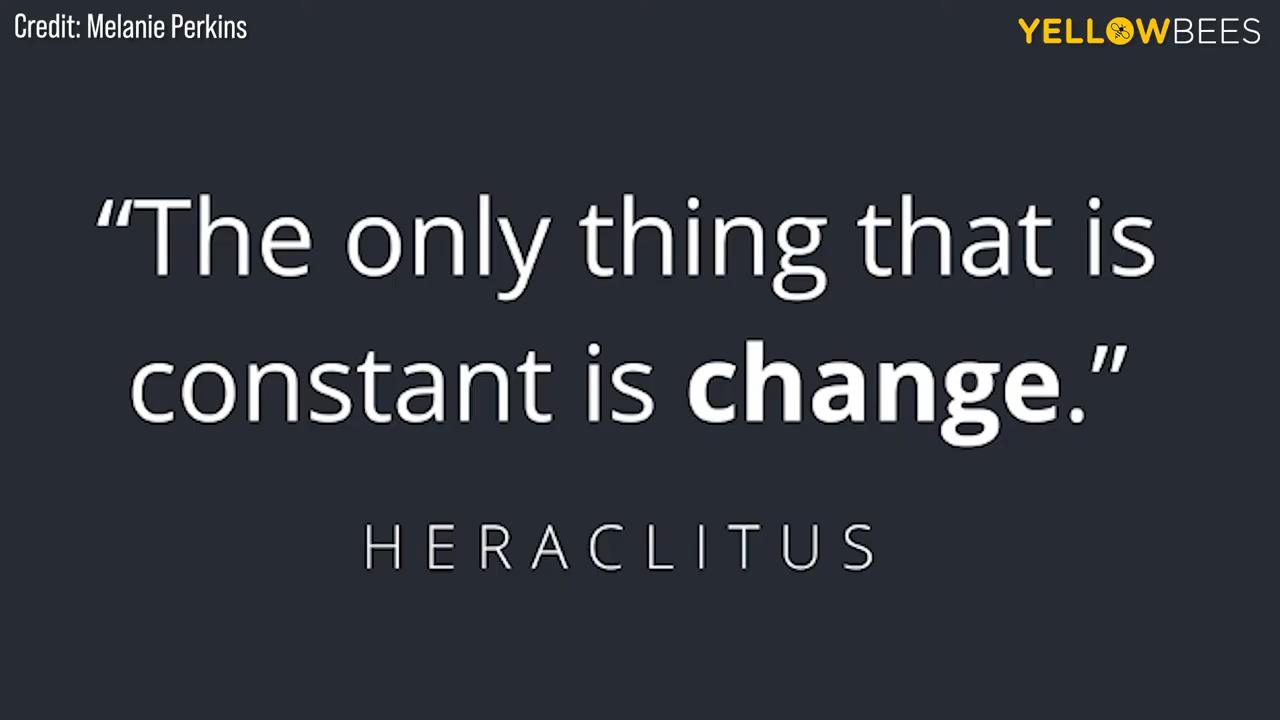 Credit: Melanie Perkins
YELLOWBEES
“The only thing that is
constant is change.”
HERACLITUS